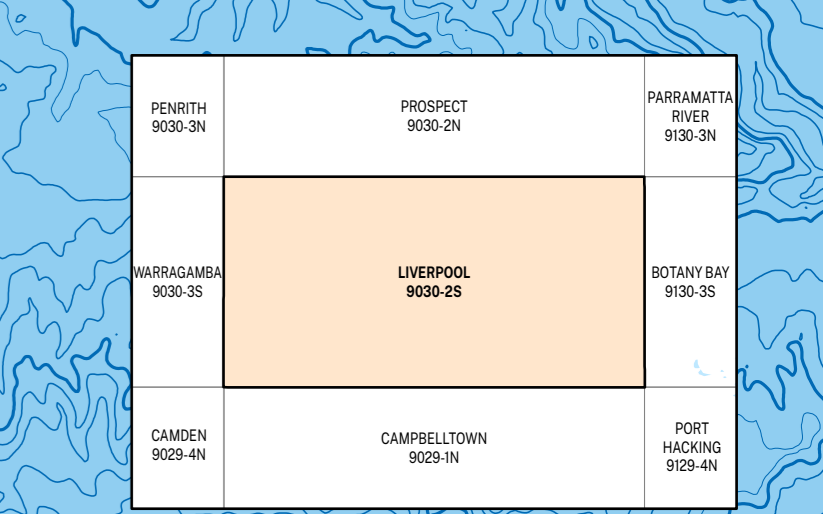 PENRITH
9030-3N
PROSPECT
9030-2N
PARRAMATTA
RIVER
9130-3N
WARRAGAMBA
9030-3S
LIVERPOOL
9030-2S
BOTANY BAY
9130-3S
CAMDEN
9029-4N
CAMPBELLTOWN
9029-1N
PORT
HACKING
9129-4N